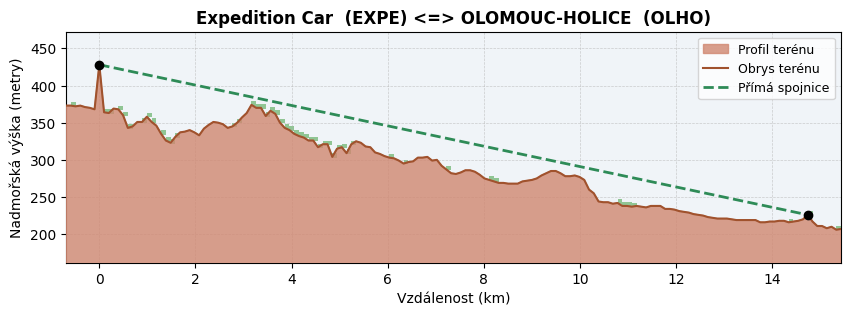 Expedition Car  (EXPE) <=> OLOMOUC-HOLICE  (OLHO)
Profil terénu
Obrys terénu
Přímá spojnice
Nadmořská výška (metry)
450
400
350
300
250
200
0
2
4
6
8
10
12
14
Vzdálenost (km)